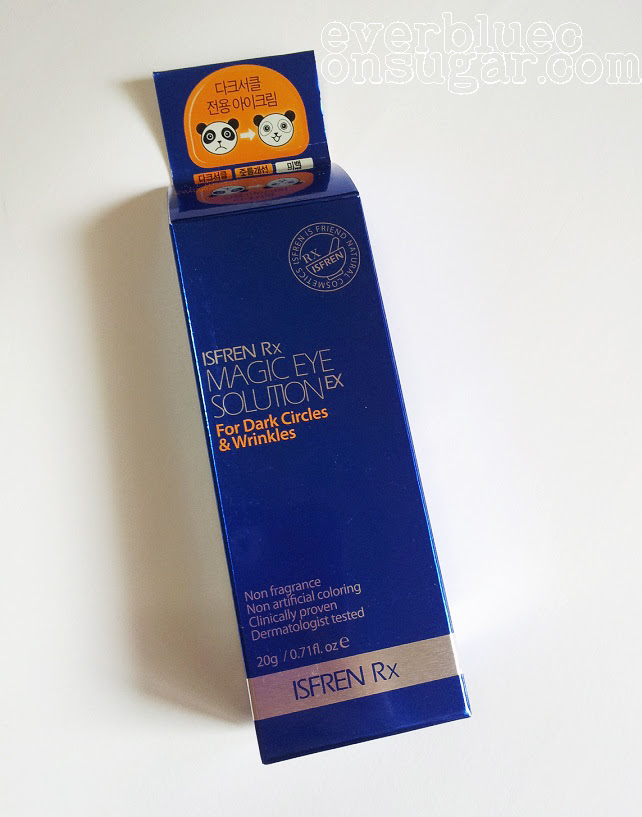 everbluec
onsugar.com
다크서클
전용 아이크림
다크서클 주름개선 미백
ISFREN IS FRIEND NATURAL COSMETICS
RX
ISFREN
ISFREN Rx
MAGIC EYE
SOLUTION EX
For Dark Circles
& Wrinkles
Non fragrance
Non artificial coloring
Clinically proven
Dermatologist tested
20g / 0.71fl. oz e
ISFREN Rx